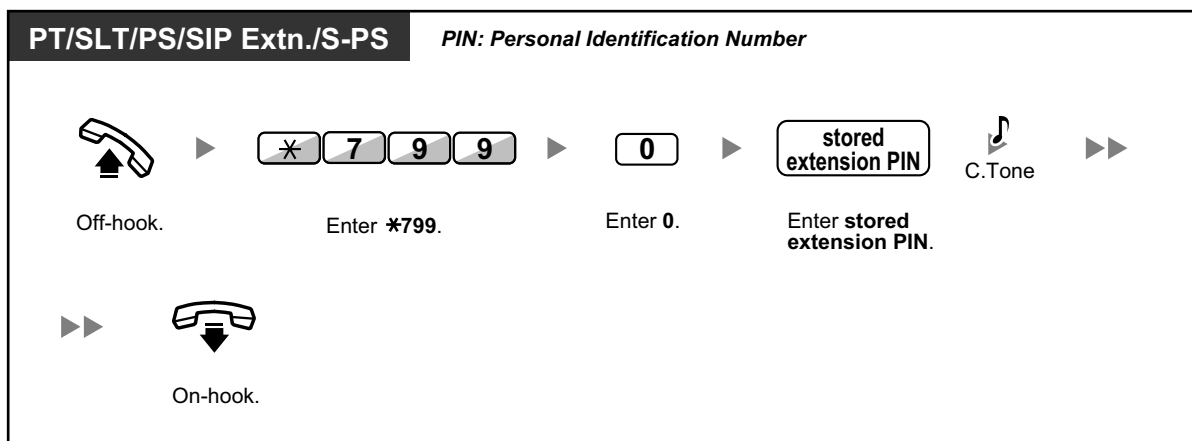 PT/SLT/PS/SIP Extn./S-PS
PIN: Personal Identification Number
* 7 9 9
0
stored
extension PIN
C.Tone
Off-hook.
Enter *799.
Enter 0.
Enter stored
extension PIN.
On-hook.